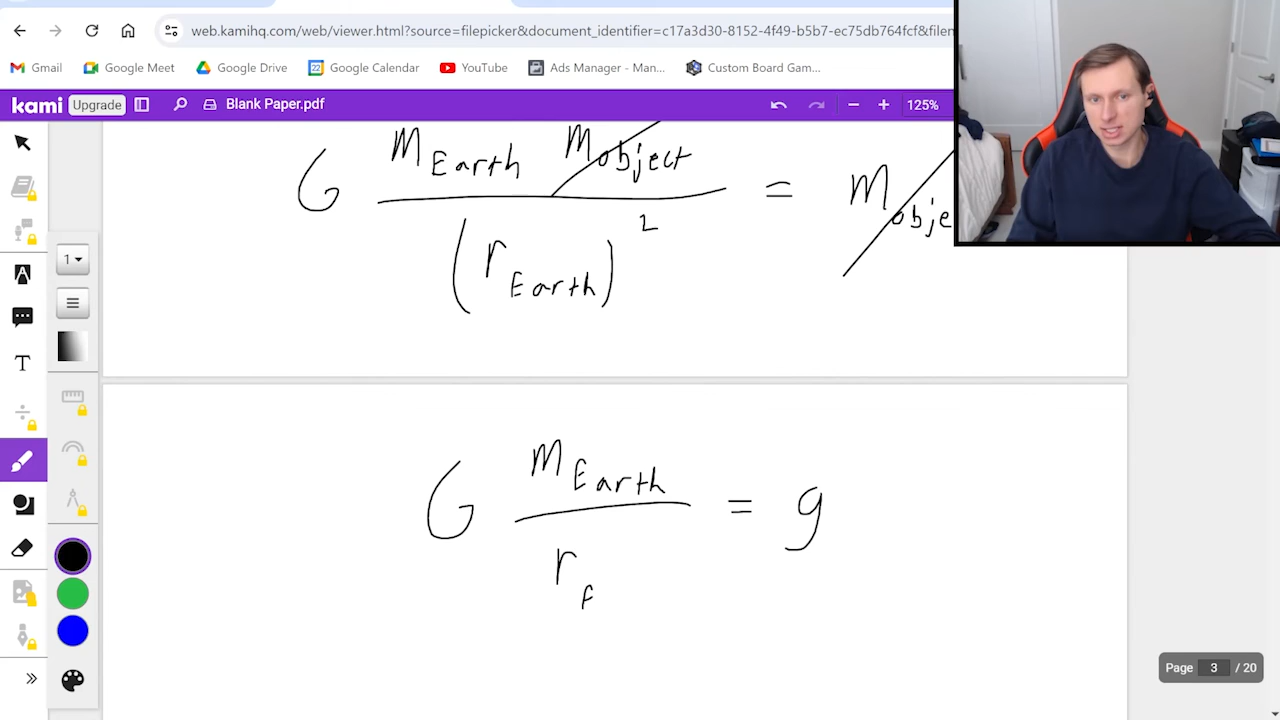 web.kamihq.com/web/viewer.html?source=filepicker&document_identifier=c17a3d30-8152-4f49-b5b7-ec75db764fcf&filen
Gmail Google Meet Google Drive 22 Google Calendar YouTube Ads Manager - Man... Custom Board Gam...
kami Upgrade Blank Paper.pdf 125%
G m Earth m object = m obje
(r Earth) 2
1
T
G m Earth = g
r E
Page 3 / 20